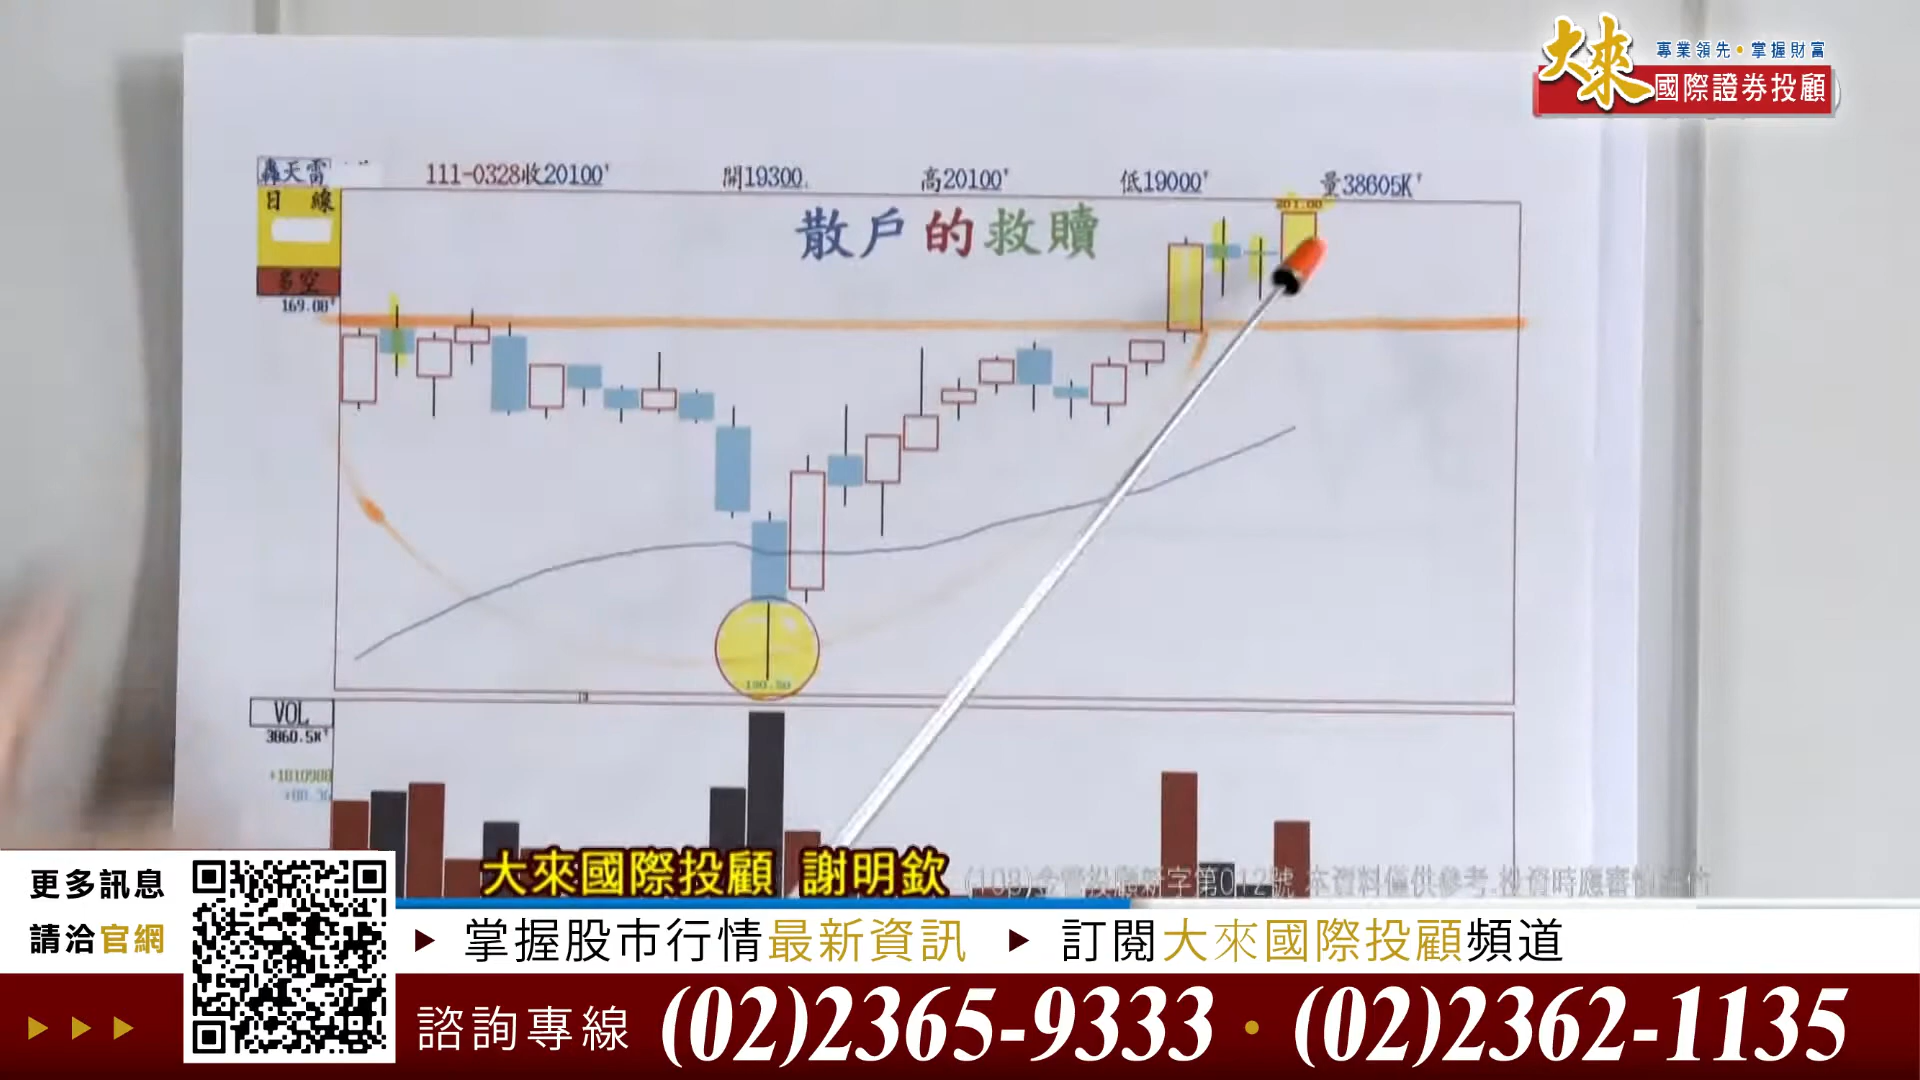 大來
專業領先•掌握財富
國際證券投顧
轟天雷
111-0328收20100' 開19300 高20100' 低19000' 量38605K'
日 線
201.00
散戶的救贖
多空
169.00
VOL
3860.5K'
大來國際投顧 謝明欽
更多訊息
請洽官網
掌握股市行情最新資訊 訂閱大來國際投顧頻道
諮詢專線 (02)2365-9333 • (02)2362-1135